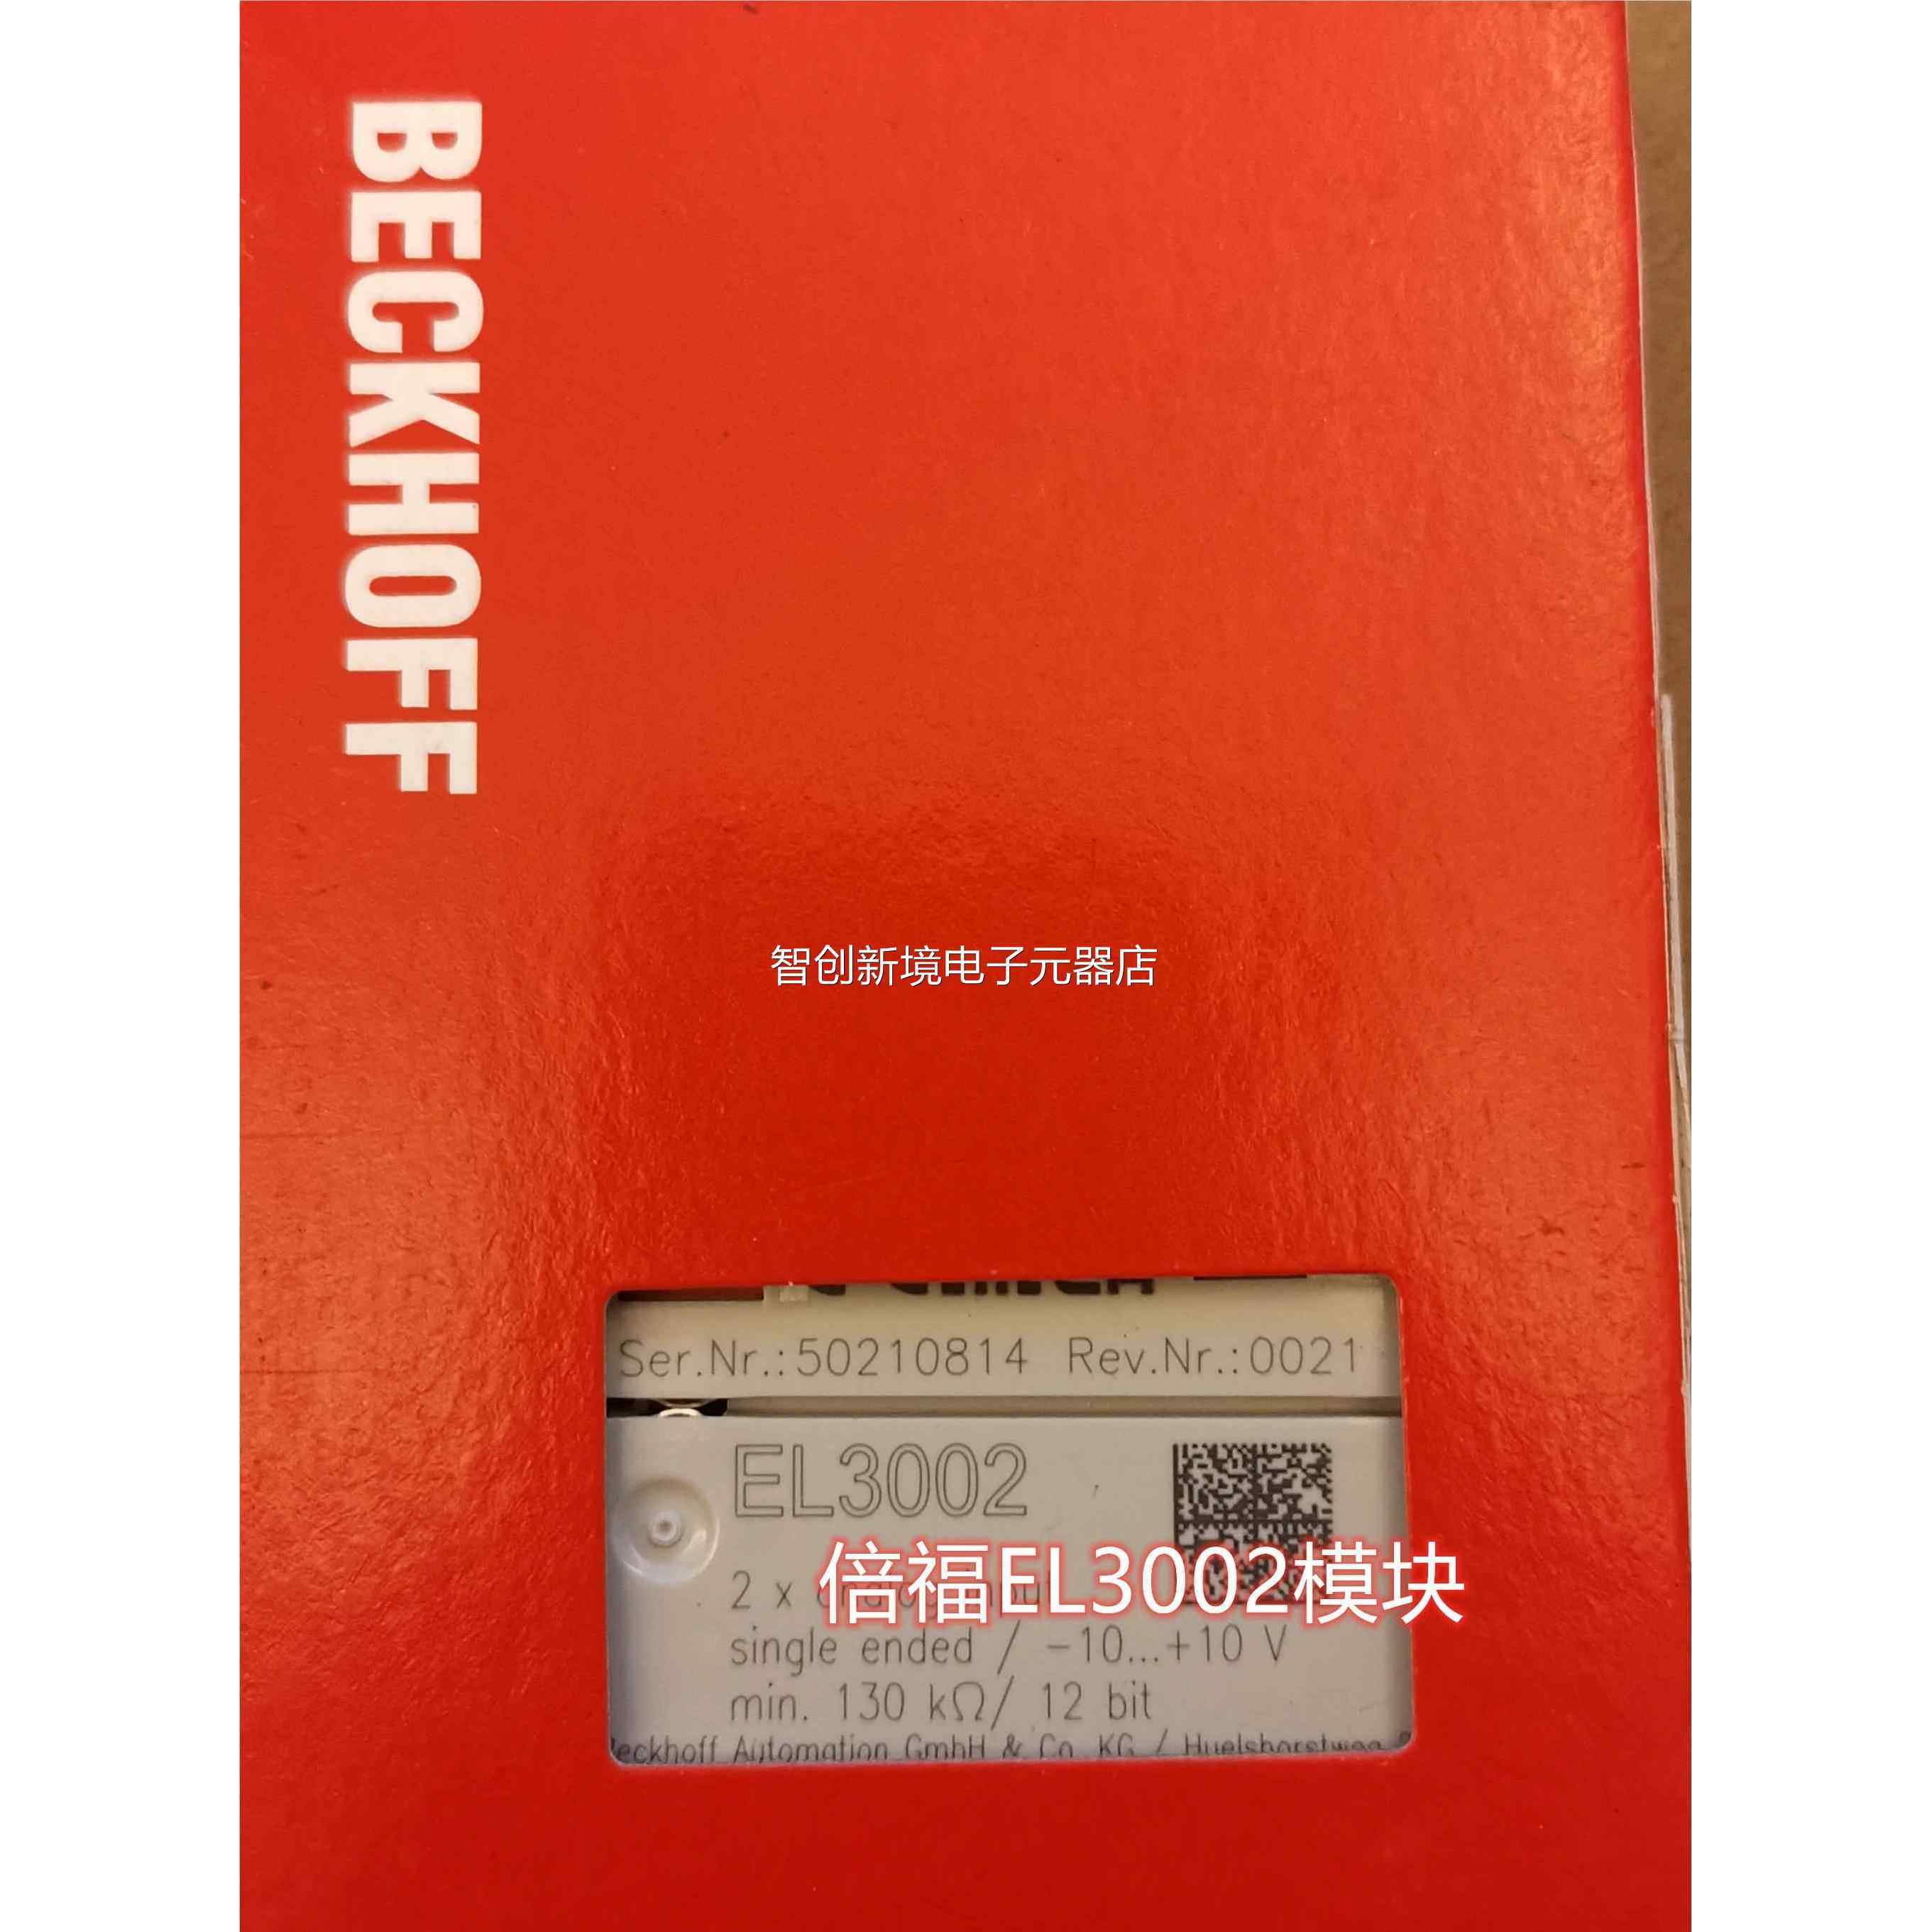 BECKHOFF
智创新境电子元器店
Ser.Nr.:50210814 Rev.Nr.:0021
EL3002
倍福EL3002模块
2 x
single ended / -10...+10 V
min. 130 kΩ/ 12 bit
eckhoff Automation GmbH & Co. KG / Huelshorstweg